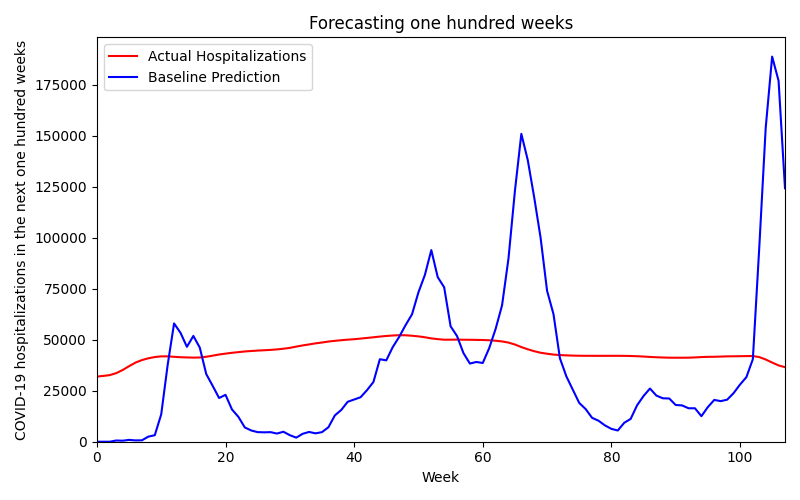 Forecasting one hundred weeks
Actual Hospitalizations
Baseline Prediction
COVID-19 hospitalizations in the next one hundred weeks
175000
150000
125000
100000
75000
50000
25000
0
0 20 40 60 80 100
Week